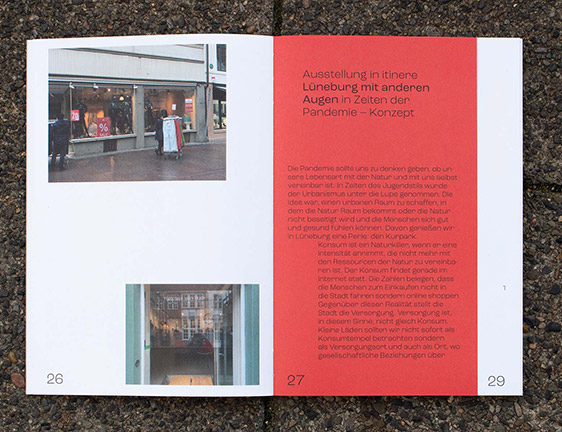 %
Ausstellung in itinere
Lüneburg mit anderen
Augen in Zeiten der
Pandemie – Konzept
Die Pandemie sollte uns zu denken geben, ob un-
sere Lebensart mit der Natur und mit uns selbst
vereinbar ist. In Zeiten des Jugendstils wurde
der Urbanismus unter die Lupe genommen. Die
Idee war, einen urbanen Raum zu schaffen, in
dem die Natur Raum bekommt oder die Natur
nicht beseitigt wird und die Menschen sich gut
und gesund fühlen können. Davon genießen wir
in Lüneburg eine Perle: den Kurpark.
Konsum ist ein Naturkiller, wenn er eine
Intensität annimmt, die nicht mehr mit
den Ressourcen der Natur zu vereinba-
ren ist. Der Konsum findet gerade im
Internet statt. Die Zahlen belegen, dass
die Menschen zum Einkaufen nicht in
die Stadt fahren sondern online shoppen.
Gegenüber dieser Realität stellt die
Stadt die Versorgung. Versorgung ist,
in diesem Sinne, nicht gleich Konsum.
Kleine Läden sollten wir nicht sofort als
Konsumtempel betrachten sondern
als Versorgungsort und auch als Ort, wo
gesellschaftliche Beziehungen über
1
26
27
29